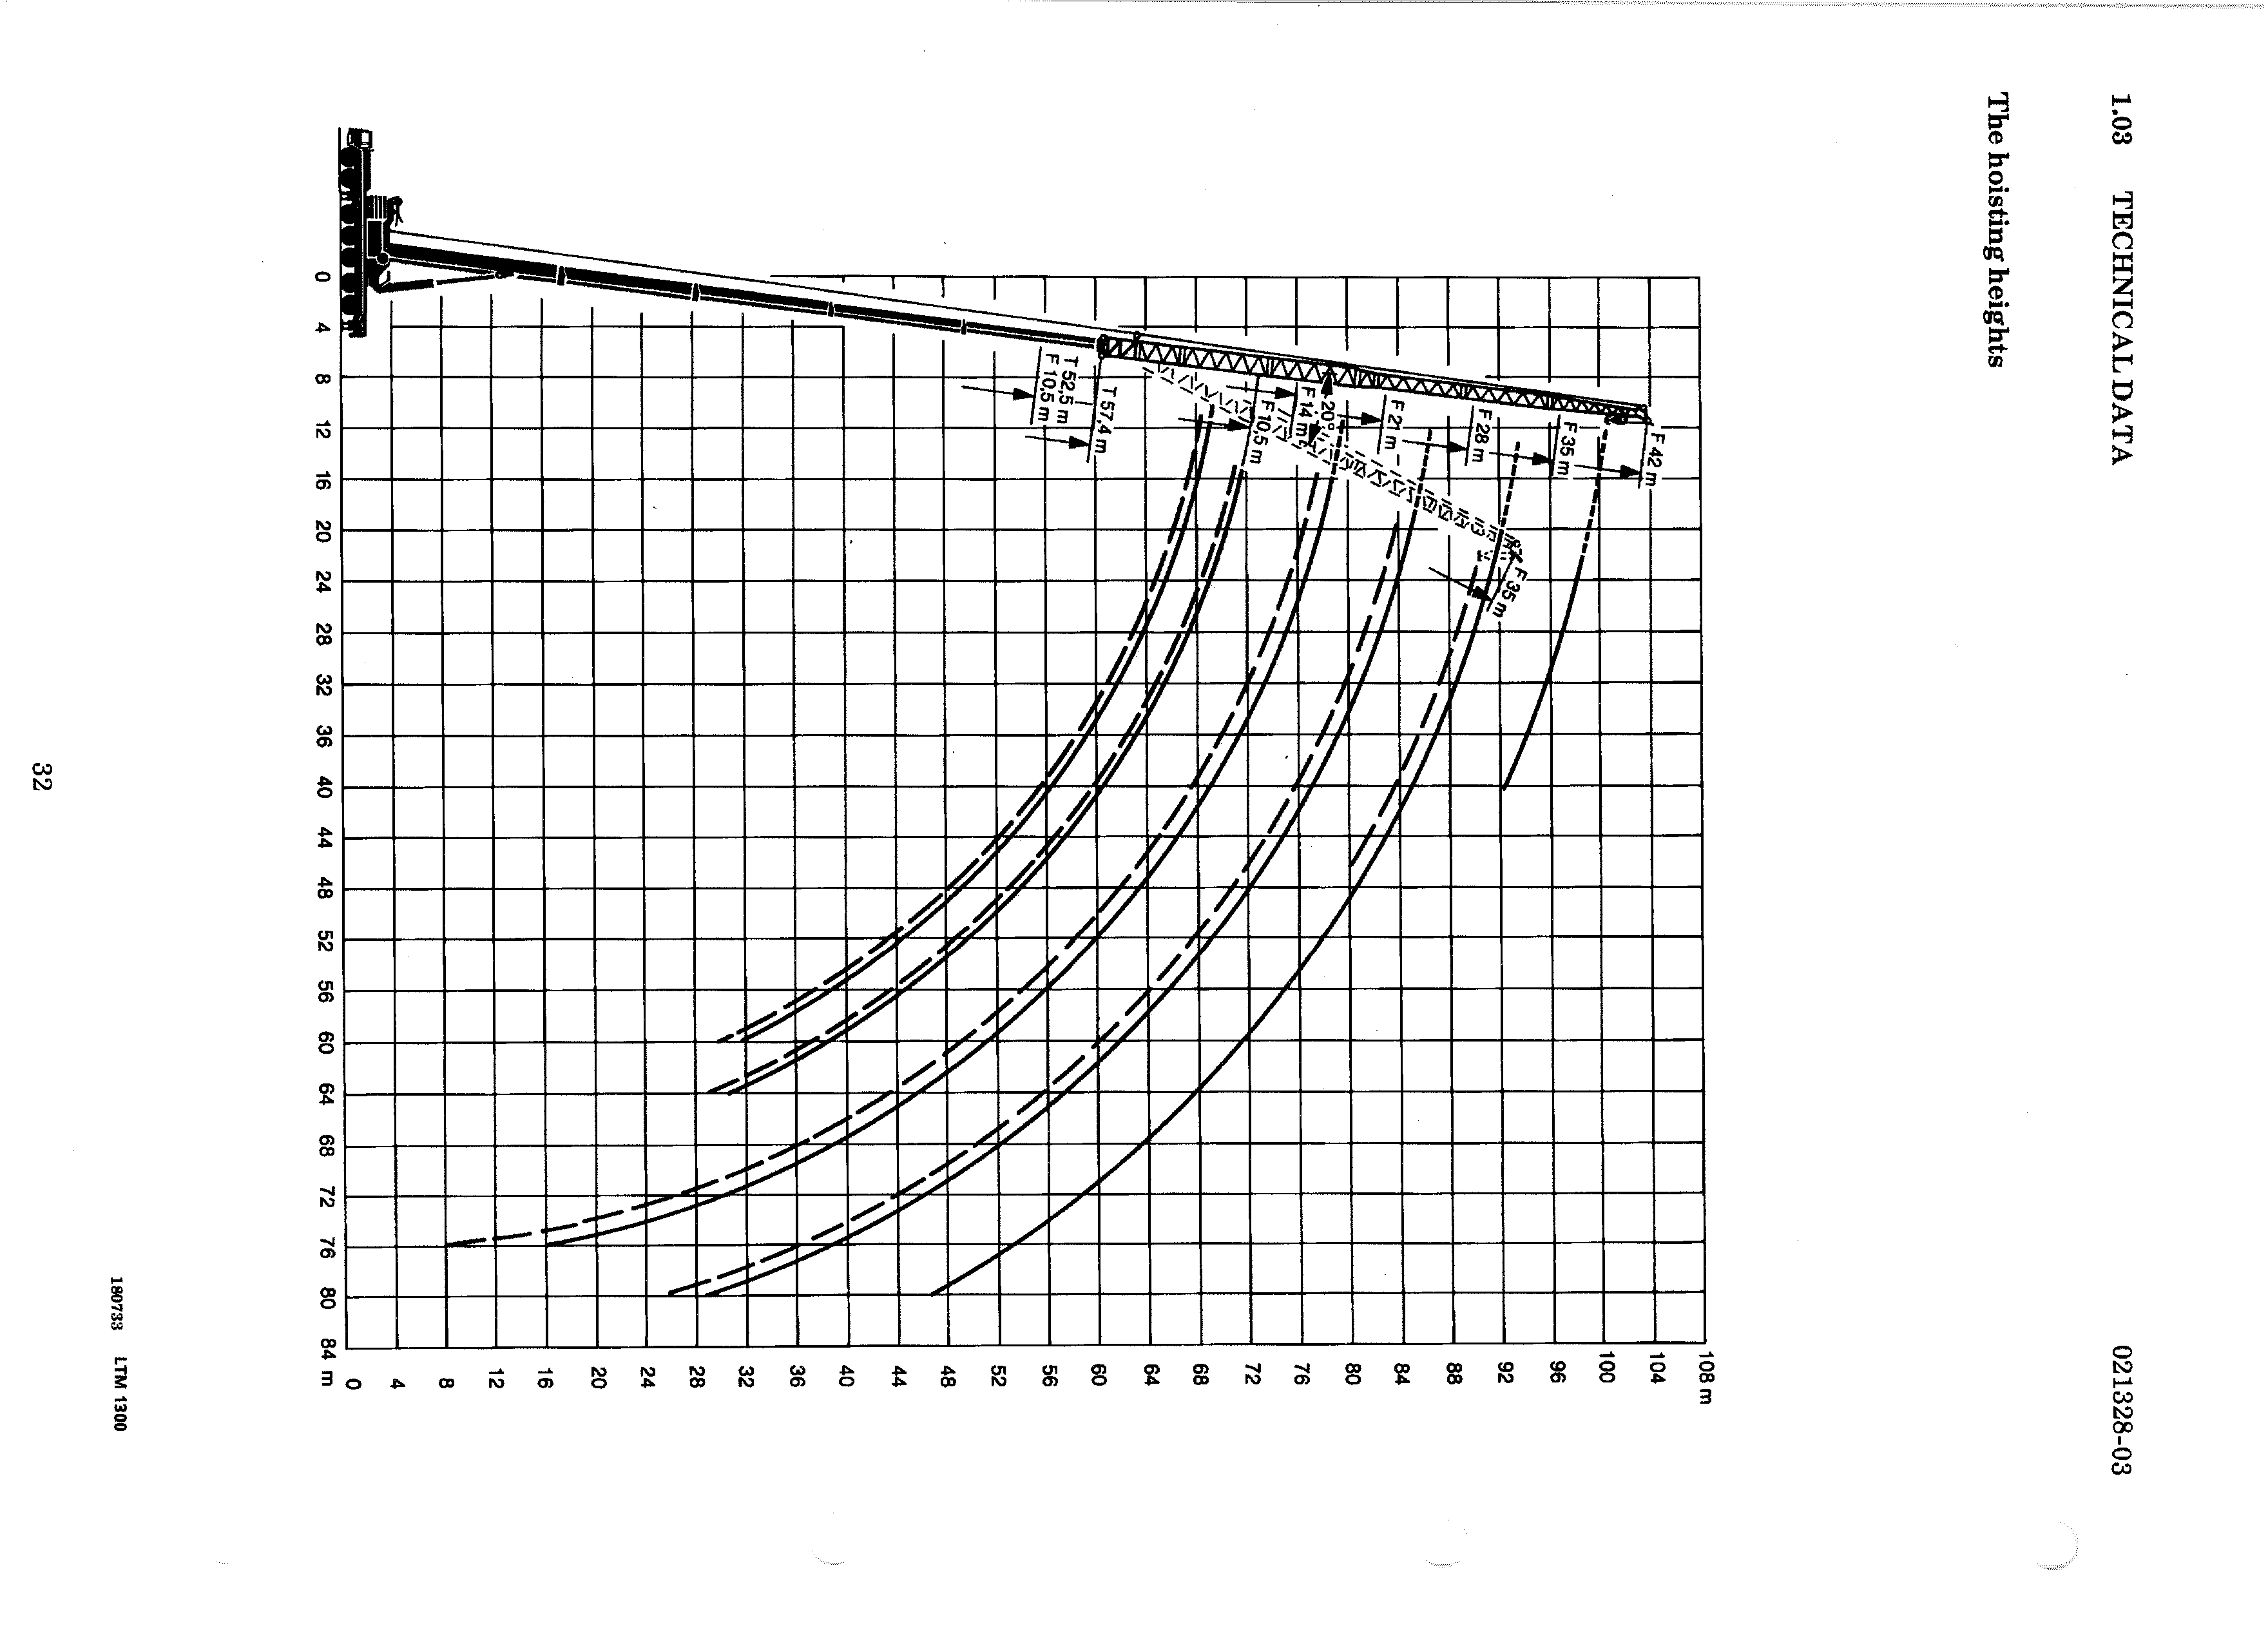 1.03 TECHNICAL DATA 021328-03
The hoisting heights
108 m
104
100
96
92
88
84
80
76
72
68
64
60
56
52
48
44
40
36
32
28
24
20
16
12
8
4
0
F 42 m
F 35 m
F 28 m
F 21 m
20°
F 14 m
F 10,5 m
F 35 m
T 57,4 m
T 52,5 m
F 10,5 m
0 4 8 12 16 20 24 28 32 36 40 44 48 52 56 60 64 68 72 76 80 84 m
180733 LTM 1300
32